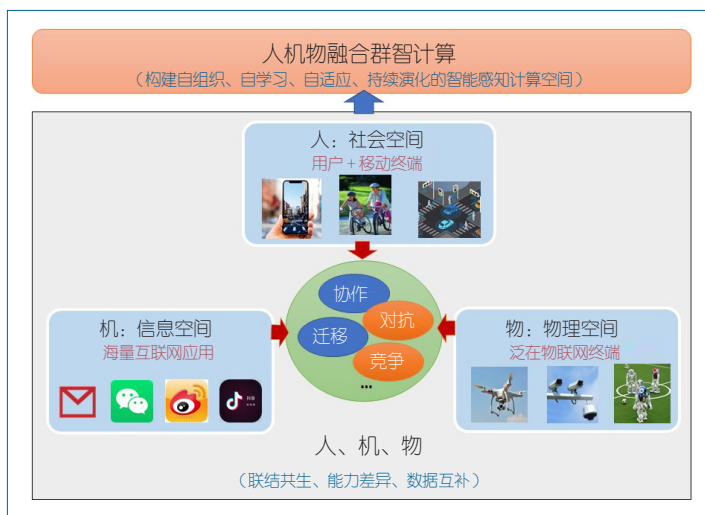 人机物融合群智计算
（构建自组织、自学习、自适应、持续演化的智能感知计算空间）
人：社会空间
用户+移动终端
协作
对抗
迁移
竞争
...
机：信息空间
海量互联网应用
物：物理空间
泛在物联网终端
人、机、物
（联结共生、能力差异、数据互补）